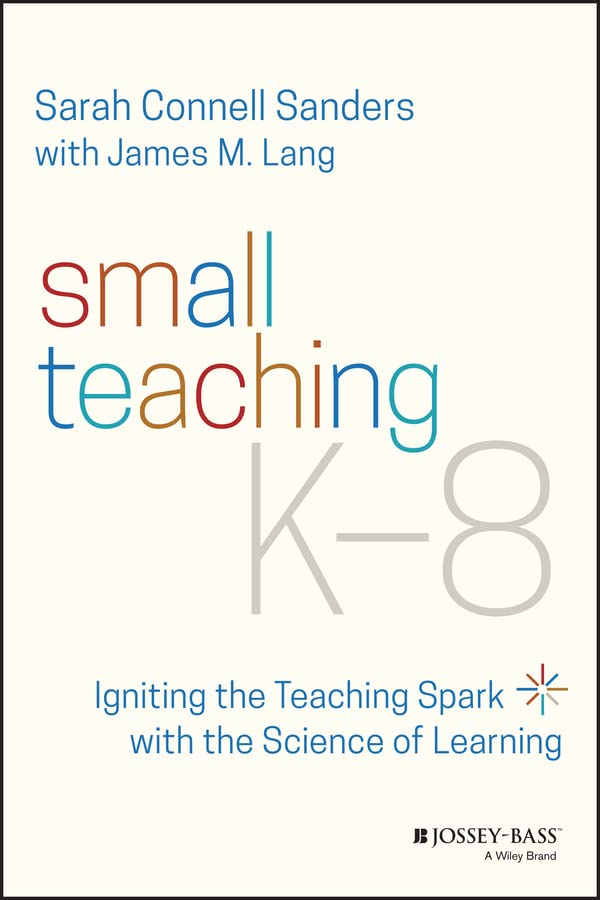 Sarah Connell Sanders
with James M. Lang
small
teaching
K–8
Igniting the Teaching Spark
with the Science of Learning
JB JOSSEY-BASS™
A Wiley Brand